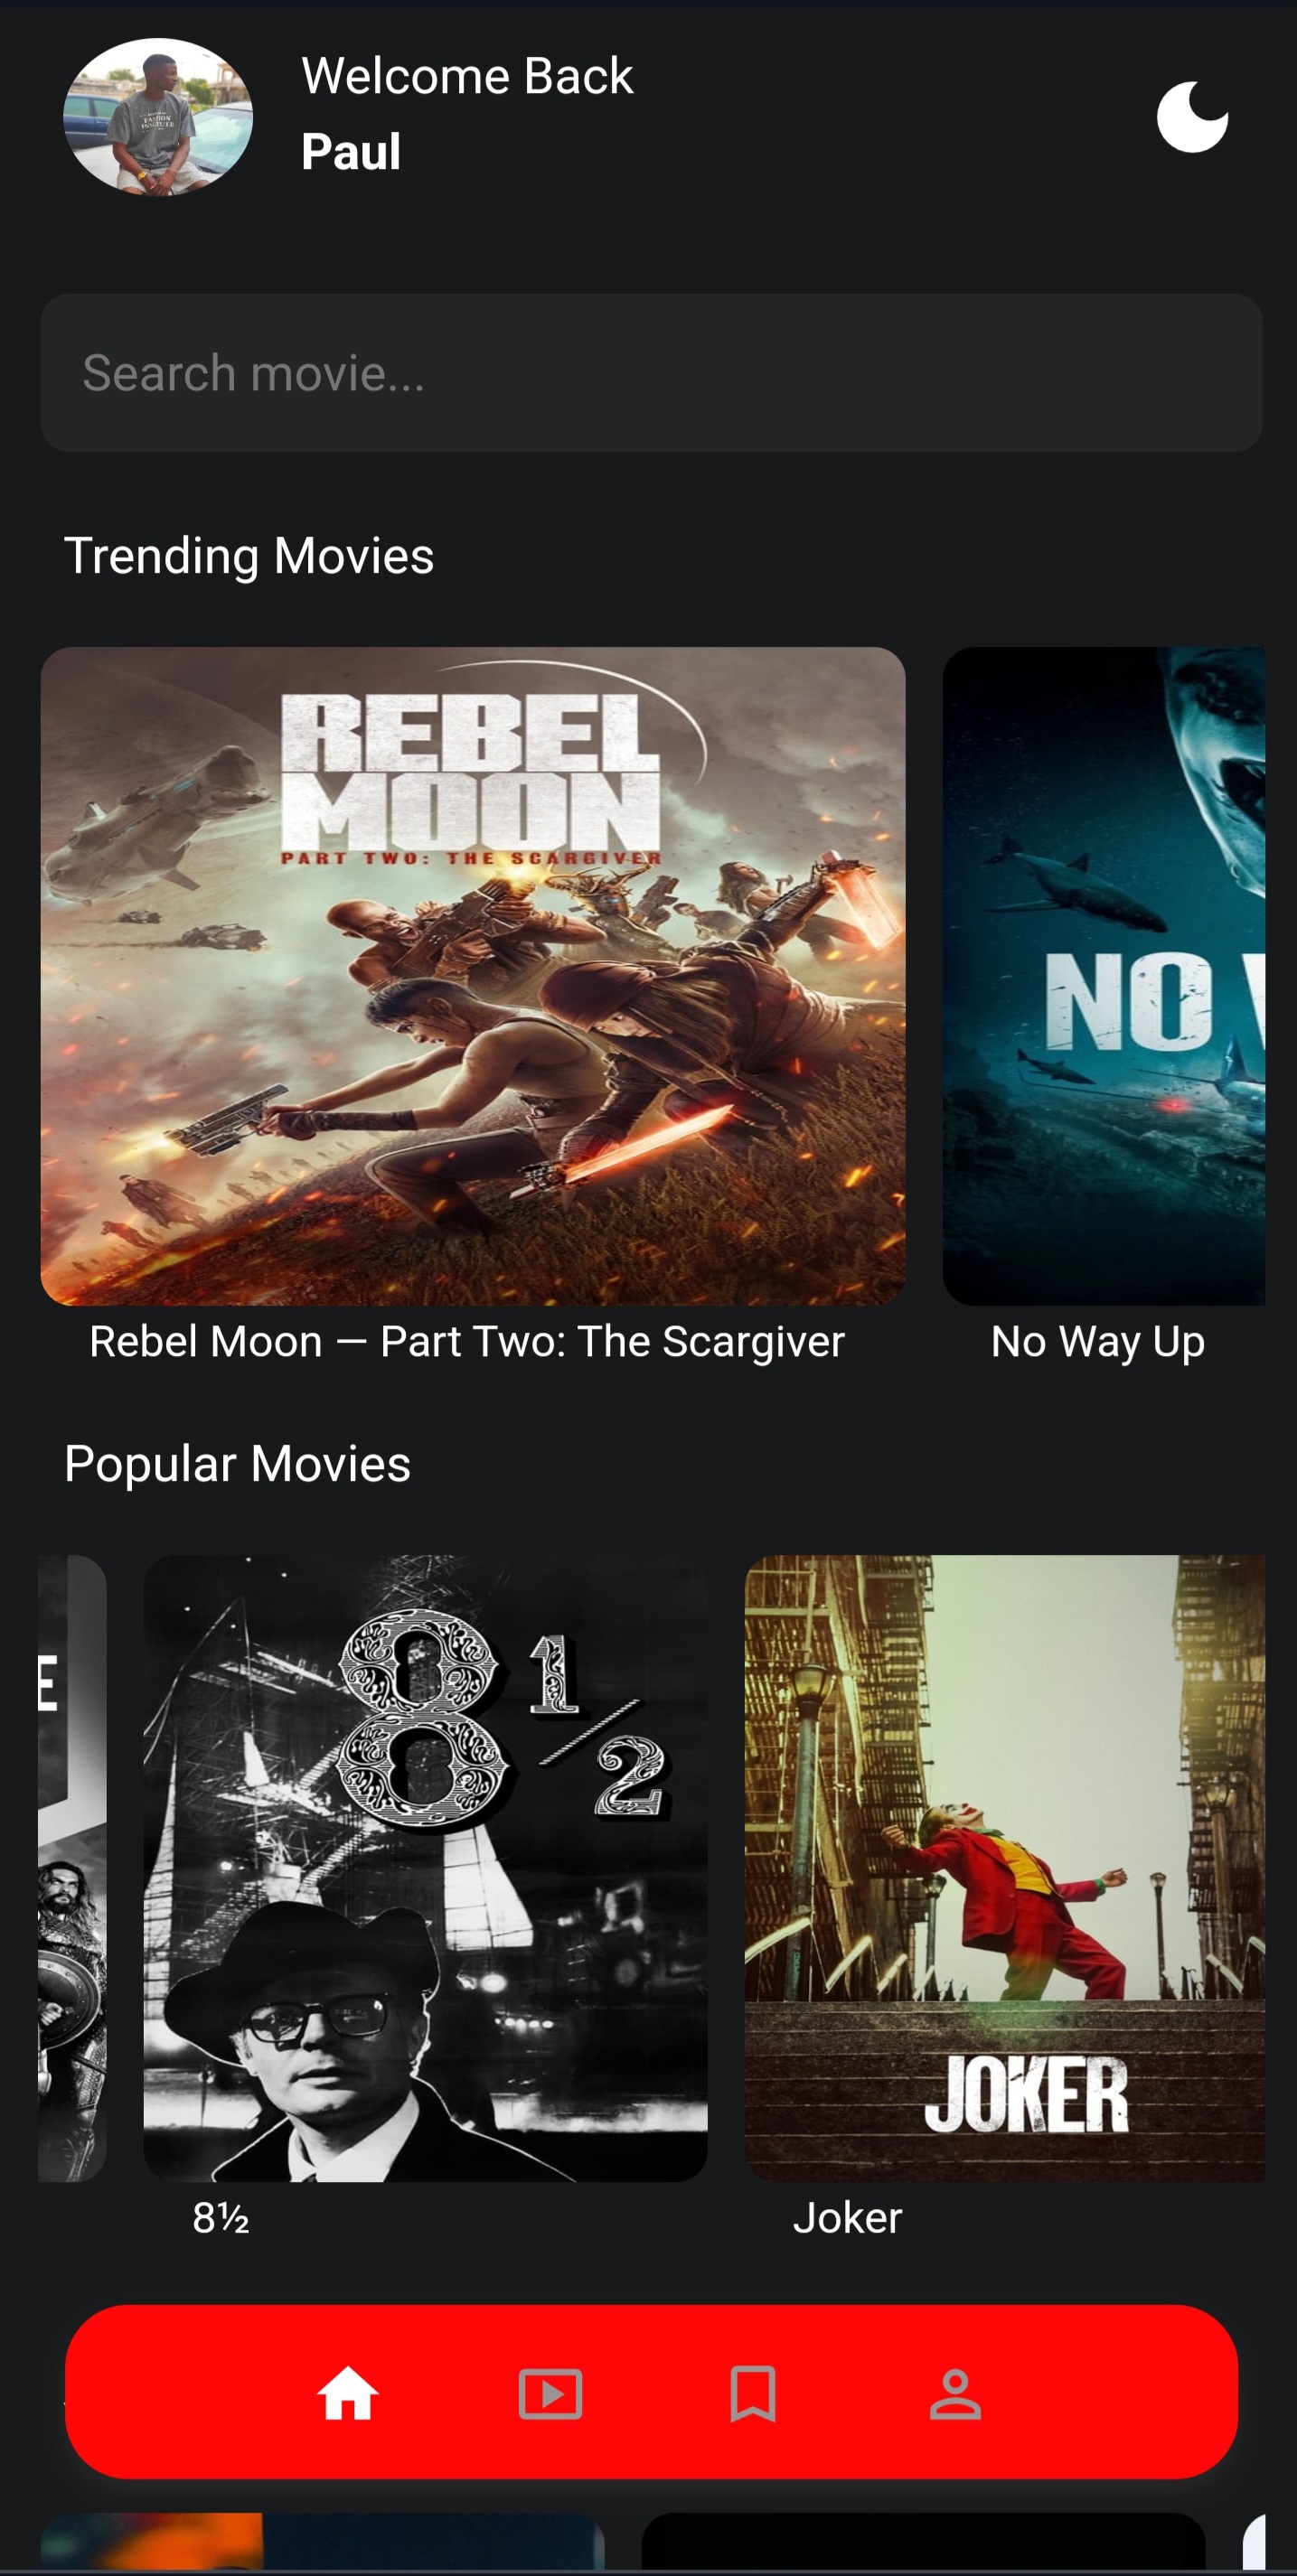 Welcome Back
Paul
Search movie...
Trending Movies
REBEL
MOON
PART TWO: THE SCARGIVER
NO
Rebel Moon — Part Two: The Scargiver
No Way Up
Popular Movies
E
8 1/2
JOKER
8½
Joker